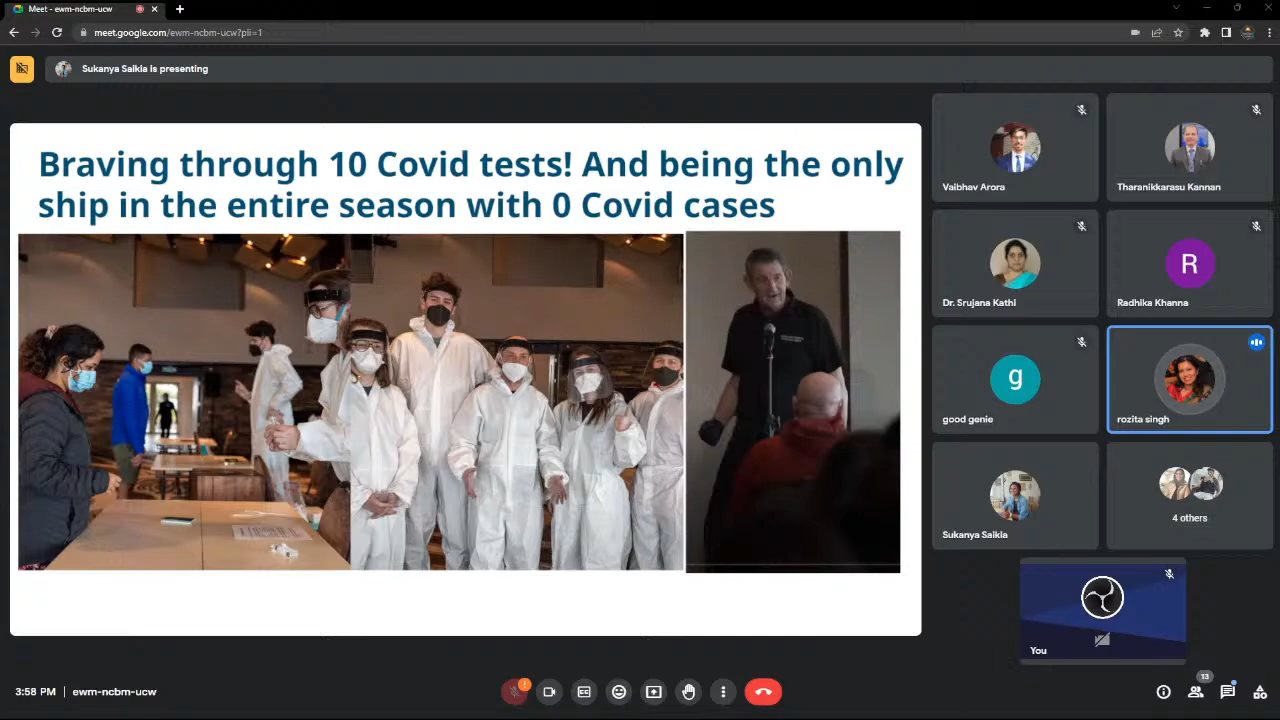 Meet - ewm-ncbm-ucw
meet.google.com/ewm-ncbm-ucw?pli=1
Sukanya Saikia is presenting
Braving through 10 Covid tests! And being the only
ship in the entire season with 0 Covid cases
Vaibhav Arora
Tharanikkarasu Kannan
Dr. Srujana Kathi
R
Radhika Khanna
g
good genie
rozita singh
Sukanya Saikia
4 others
You
3:58 PM | ewm-ncbm-ucw
13